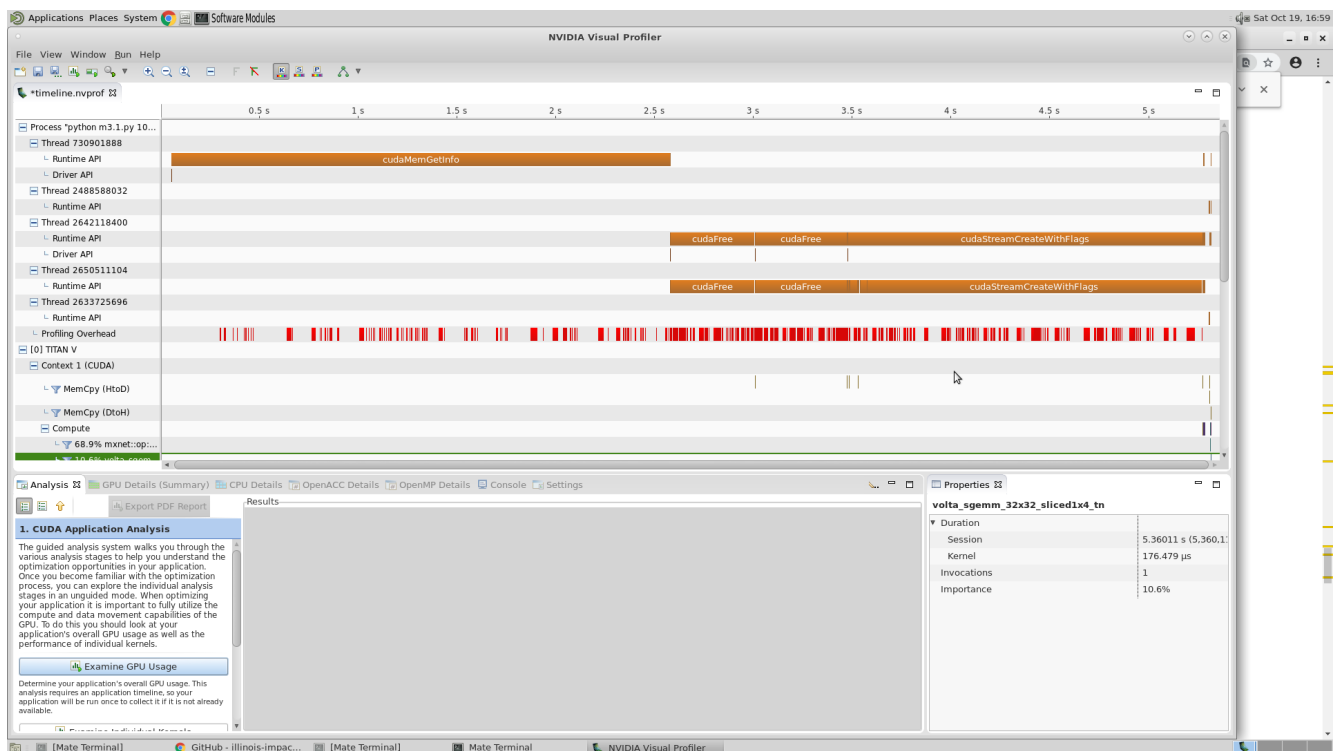 Applications Places System Software Modules Sat Oct 19, 16:59
NVIDIA Visual Profiler
File View Window Run Help
*timeline.nvprof
0.5 s 1 s 1.5 s 2 s 2.5 s 3 s 3.5 s 4 s 4.5 s 5 s
Process "python m3.1.py 10...
Thread 730901888
Runtime API cudaMemGetInfo
Driver API
Thread 2488588032
Runtime API
Thread 2642118400
Runtime API cudaFree cudaFree cudaStreamCreateWithFlags
Driver API
Thread 2650511104
Runtime API cudaFree cudaFree cudaStreamCreateWithFlags
Thread 2633725696
Runtime API
Profiling Overhead
[0] TITAN V
Context 1 (CUDA)
MemCpy (HtoD)
MemCpy (DtoH)
Compute
68.9% mxnet::op:...
10.6% volta_sgem...
Analysis GPU Details (Summary) CPU Details OpenACC Details OpenMP Details Console Settings
Export PDF Report
1. CUDA Application Analysis
The guided analysis system walks you through the
various analysis stages to help you understand the
optimization opportunities in your application.
Once you become familiar with the optimization
process, you can explore the individual analysis
stages in an unguided mode. When optimizing
your application it is important to fully utilize the
compute and data movement capabilities of the
GPU. To do this you should look at your
application's overall GPU usage as well as the
performance of individual kernels.
Examine GPU Usage
Determine your application's overall GPU usage. This
analysis requires an application timeline, so your
application will be run once to collect it if it is not already
available.
Examine Individual Kernels
Results
Properties
volta_sgemm_32x32_sliced1x4_tn
Duration
Session 5.36011 s (5,360,1
Kernel 176.479 µs
Invocations 1
Importance 10.6%
[Mate Terminal] GitHub - illinois-impac... [Mate Terminal] Mate Terminal NVIDIA Visual Profiler